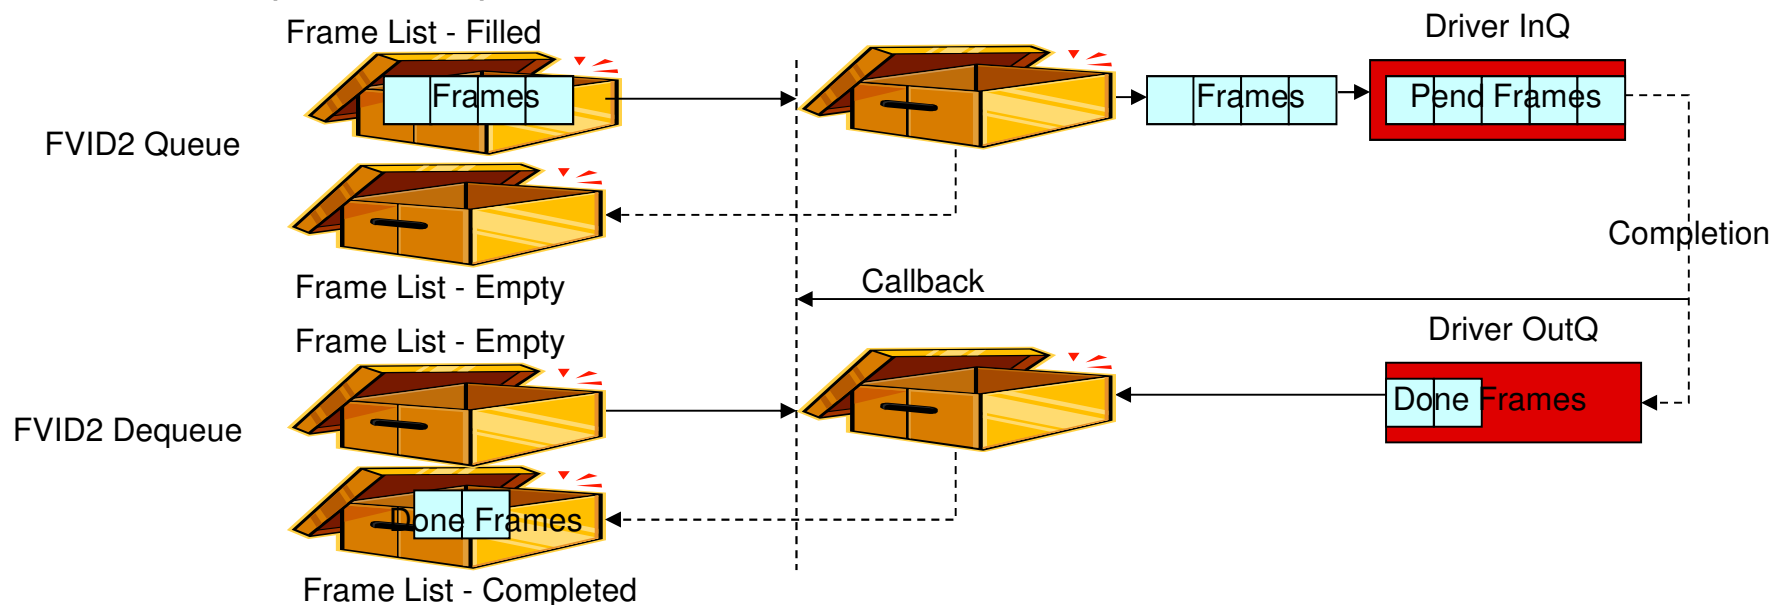 Frame List - Filled
Driver InQ
Frames
Frames
Pend Frames
FVID2 Queue
Completion
Frame List - Empty
Callback
Frame List - Empty
Driver OutQ
Done Frames
FVID2 Dequeue
Done Frames
Frame List - Completed